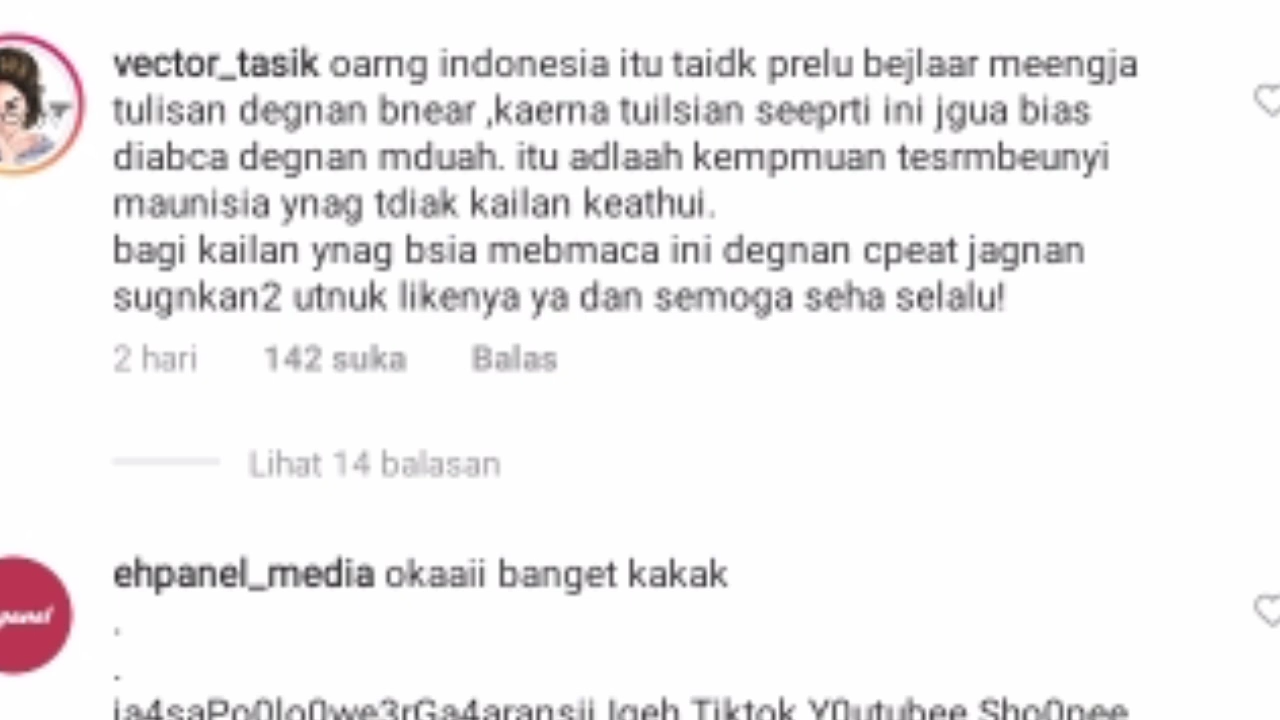 vector_tasik oarng indonesia itu taidk prelu bejlaar meengja
tulisan degnan bnear ,kaerna tuilsian seeprti ini jgua bias
diabca degnan mduah. itu adlaah kempmuan tesrmbeunyi
maunisia ynag tdiak kailan keathui.
bagi kailan ynag bsia mebmaca ini degnan cpeat jagnan
sugnkan2 utnuk likenya ya dan semoga seha selalu!
2 hari 142 suka Balas
Lihat 14 balasan
ehpanel_media okaaii banget kakak
.
.
ja4saPo0lo0we3rGa4aransii Igeh Tiktok Y0utubee Sho0pee